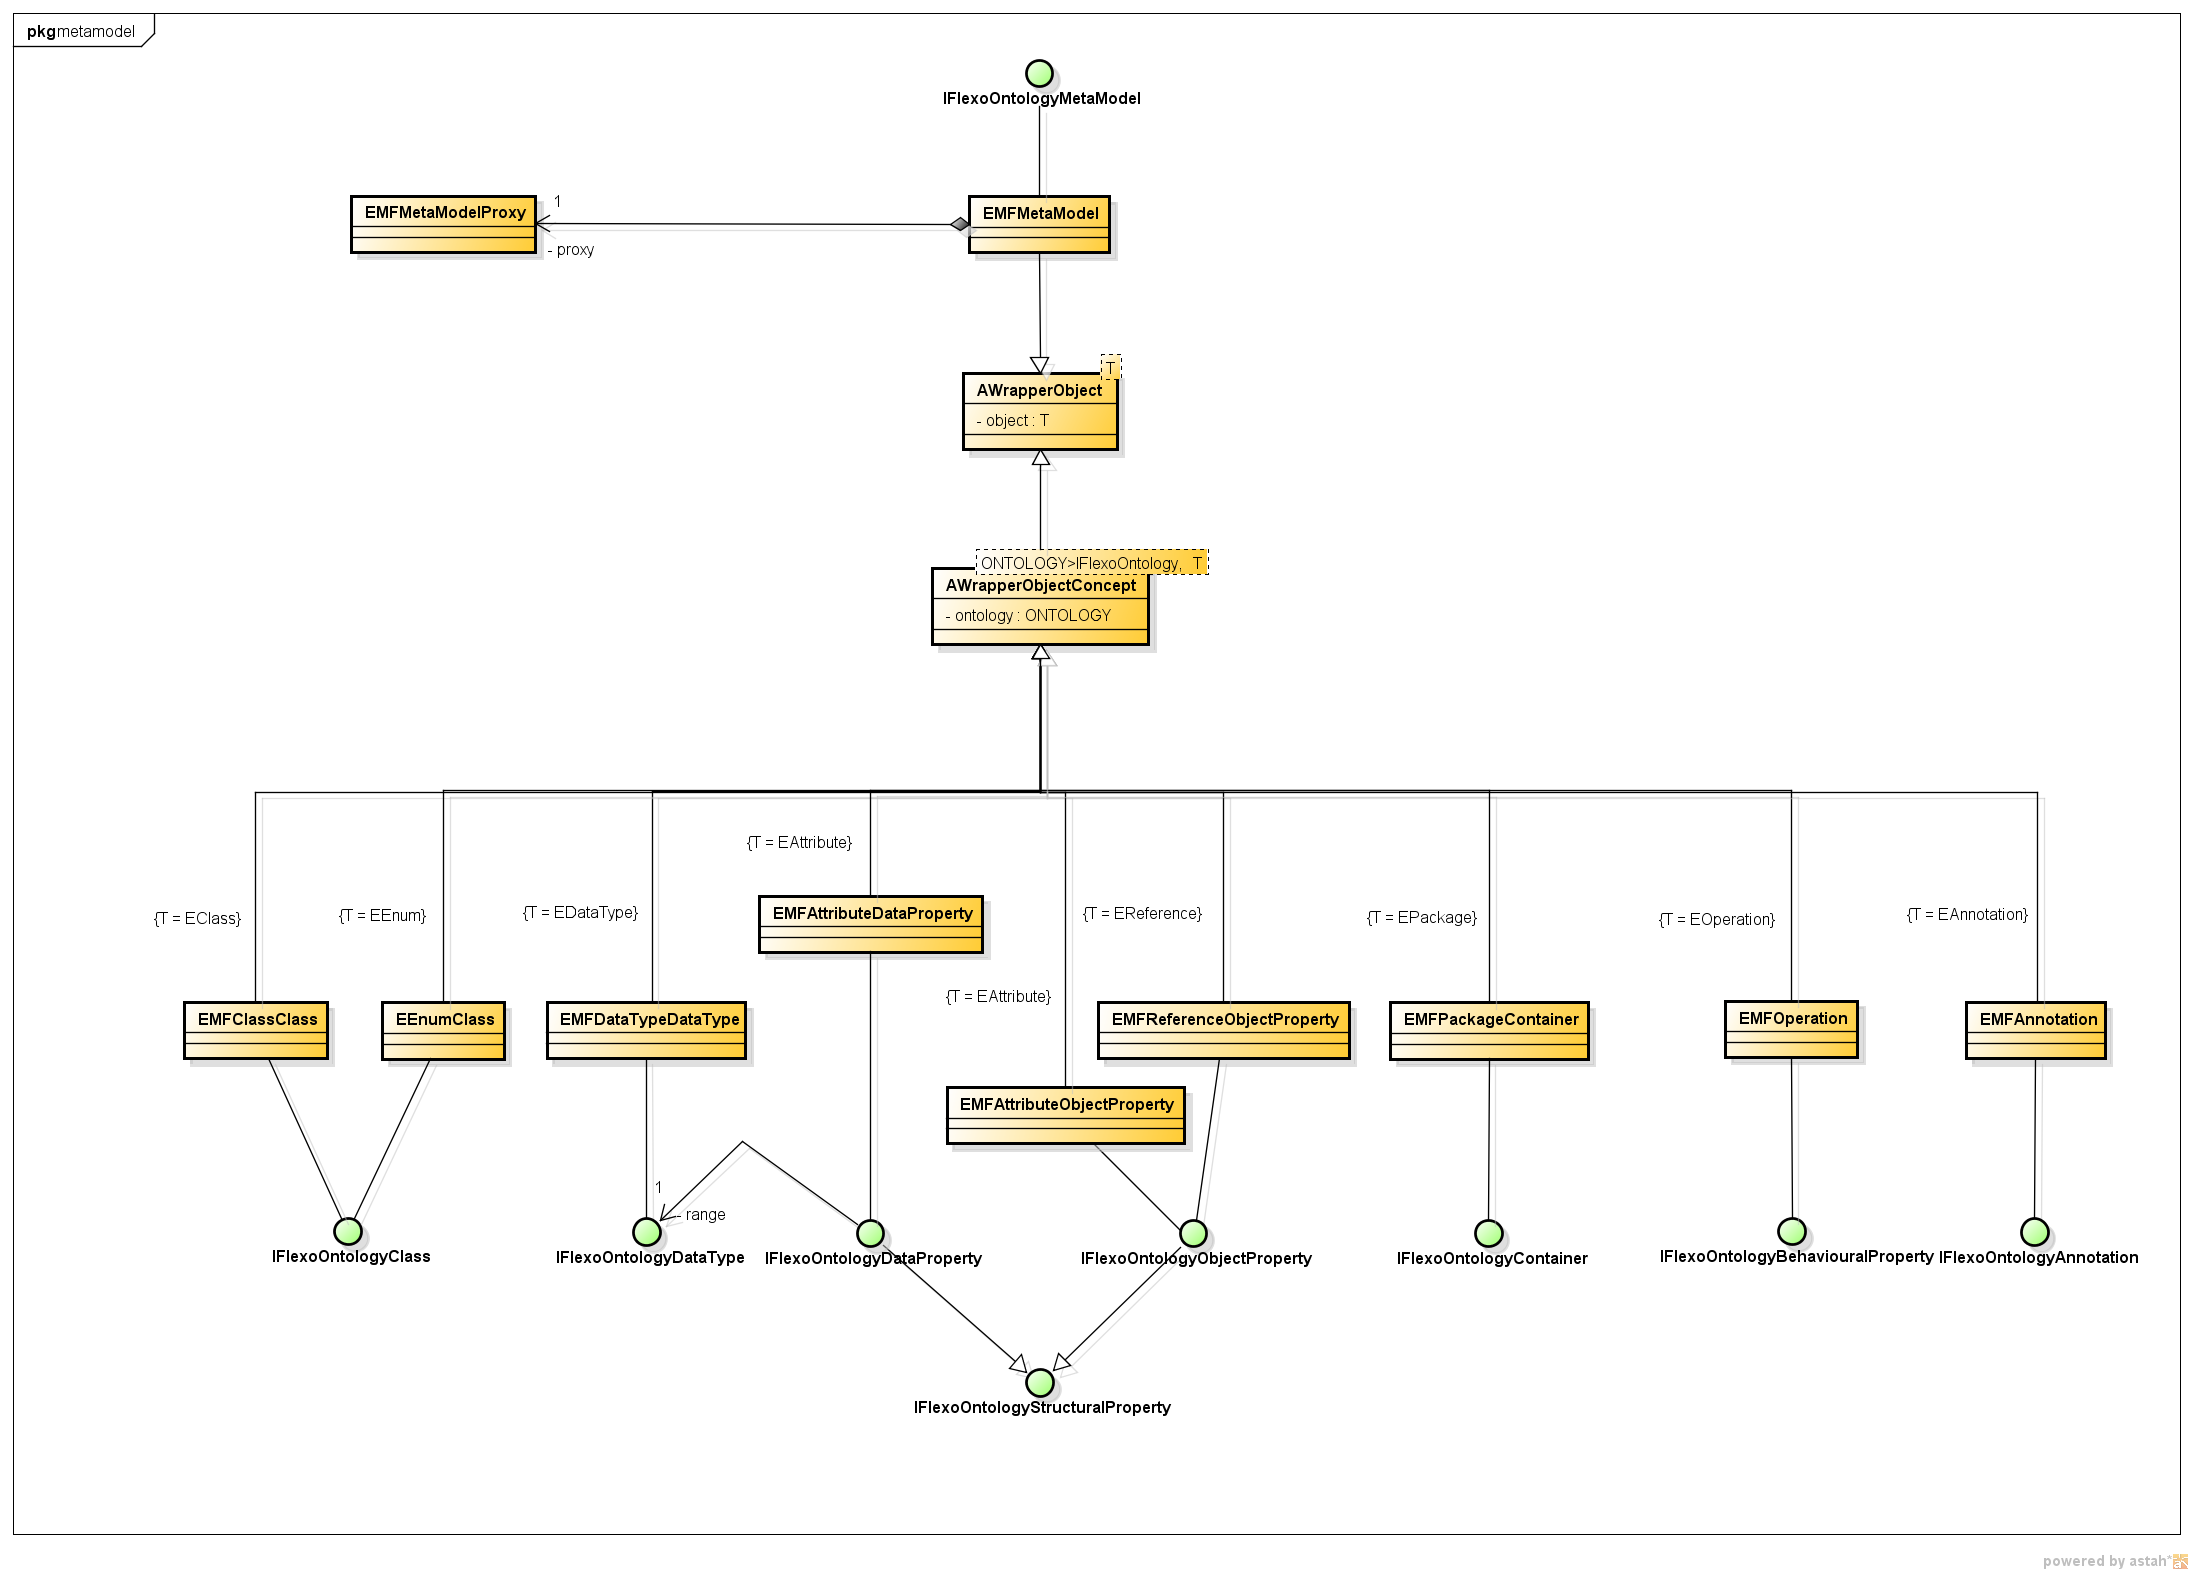 pkg metamodel
IFlexoOntologyMetaModel
1
EMFMetaModelProxy
EMFMetaModel
- proxy
T
AWrapperObject
- object : T
ONTOLOGY>IFlexoOntology, T
AWrapperObjectConcept
- ontology : ONTOLOGY
{T = EAttribute}
{T = EClass}
{T = EEnum}
{T = EDataType}
EMFAttributeDataProperty
{T = EReference}
{T = EPackage}
{T = EOperation}
{T = EAnnotation}
{T = EAttribute}
EMFClassClass
EEnumClass
EMFDataTypeDataType
EMFReferenceObjectProperty
EMFPackageContainer
EMFOperation
EMFAnnotation
EMFAttributeObjectProperty
1
- range
IFlexoOntologyClass
IFlexoOntologyDataType
IFlexoOntologyDataProperty
IFlexoOntologyObjectProperty
IFlexoOntologyContainer
IFlexoOntologyBehaviouralProperty
IFlexoOntologyAnnotation
IFlexoOntologyStructuralProperty
powered by astah*